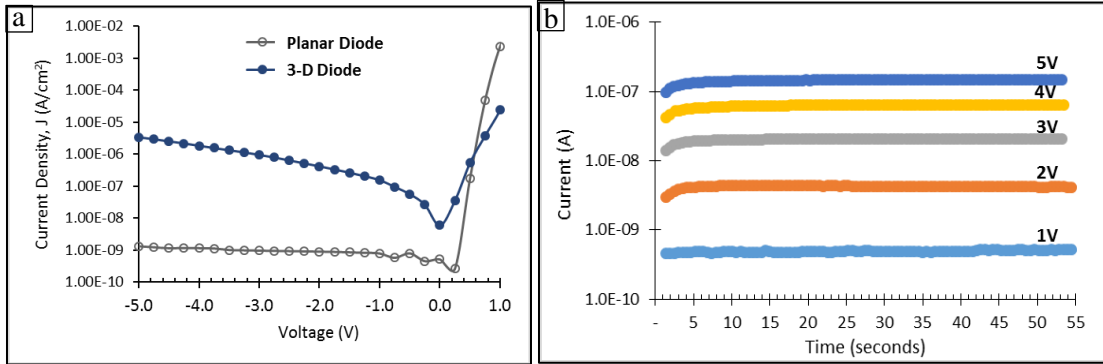 a
1.00E-02
1.00E-03
1.00E-04
1.00E-05
1.00E-06
1.00E-07
1.00E-08
1.00E-09
1.00E-10
Current Density, J (A/cm²)
Planar Diode
3-D Diode
-5.0 -4.0 -3.0 -2.0 -1.0 0.0 1.0
Voltage (V)
b
1.0E-06
1.0E-07
1.0E-08
1.0E-09
1.0E-10
Current (A)
5V
4V
3V
2V
1V
- 5 10 15 20 25 30 35 40 45 50 55
Time (seconds)